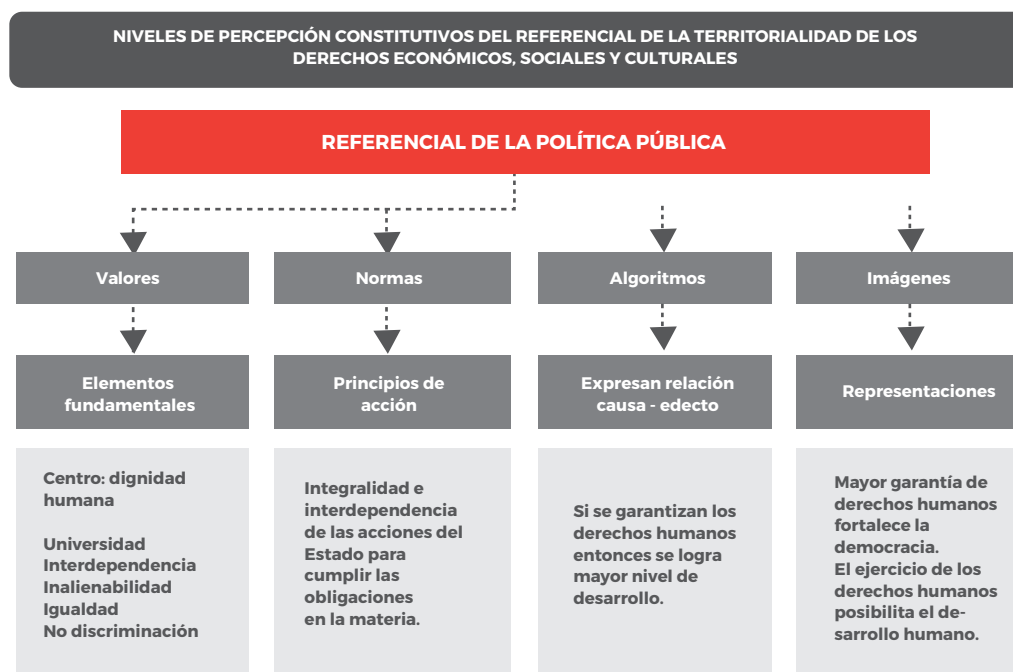 NIVELES DE PERCEPCIÓN CONSTITUTIVOS DEL REFERENCIAL DE LA TERRITORIALIDAD DE LOS
DERECHOS ECONÓMICOS, SOCIALES Y CULTURALES
REFERENCIAL DE LA POLÍTICA PÚBLICA
Valores
Normas
Algoritmos
Imágenes
Elementos
fundamentales
Principios de
acción
Expresan relación
causa - edecto
Representaciones
Centro: dignidad
humana
Universidad
Interdependencia
Inalienabilidad
Igualdad
No discriminación
Integralidad e
interdependencia
de las acciones del
Estado para
cumplir las
obligaciones
en la materia.
Si se garantizan los
derechos humanos
entonces se logra
mayor nivel de
desarrollo.
Mayor garantía de
derechos humanos
fortalece la
democracia.
El ejercicio de los
derechos humanos
posibilita el de-
sarrollo humano.